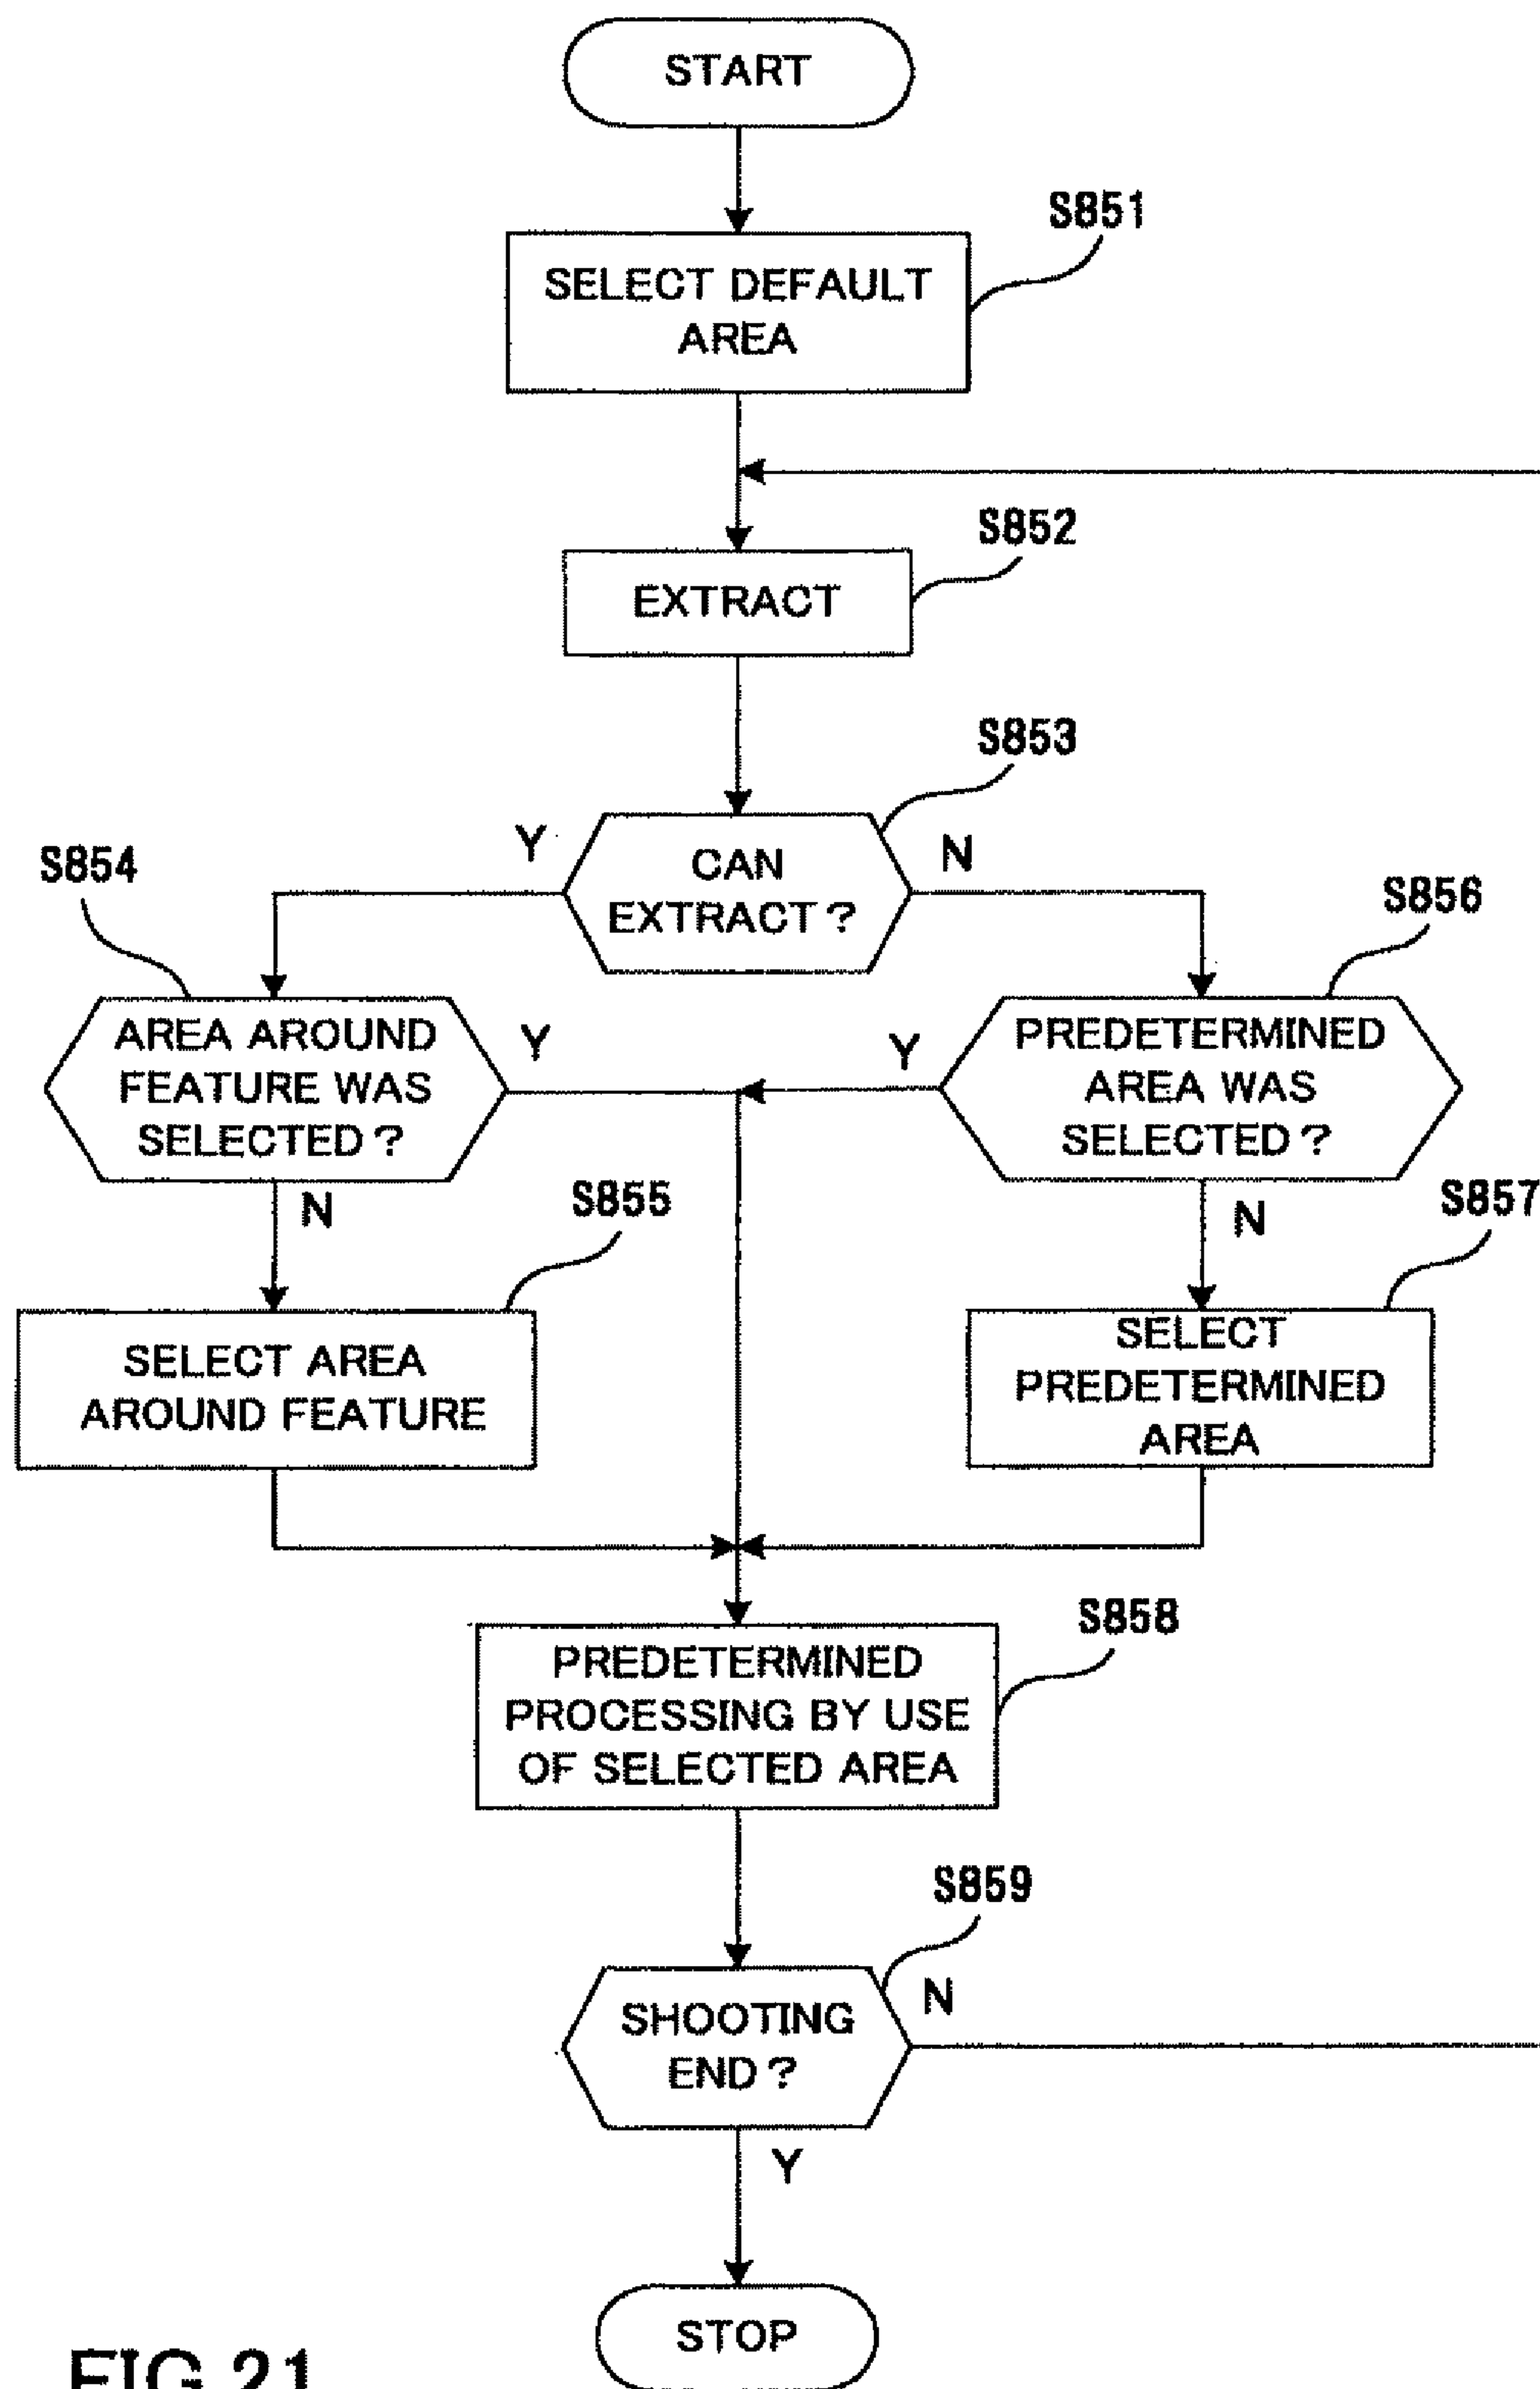 START
S851
SELECT DEFAULT
AREA
S852
EXTRACT
S853
Y
CAN
EXTRACT?
N
S854
S856
AREA AROUND
FEATURE WAS
SELECTED?
Y
Y
PREDETERMINED
AREA WAS
SELECTED?
N
S855
N
S857
SELECT AREA
AROUND FEATURE
SELECT
PREDETERMINED
AREA
S858
PREDETERMINED
PROCESSING BY USE
OF SELECTED AREA
S859
SHOOTING
END?
N
Y
STOP
FIG.21